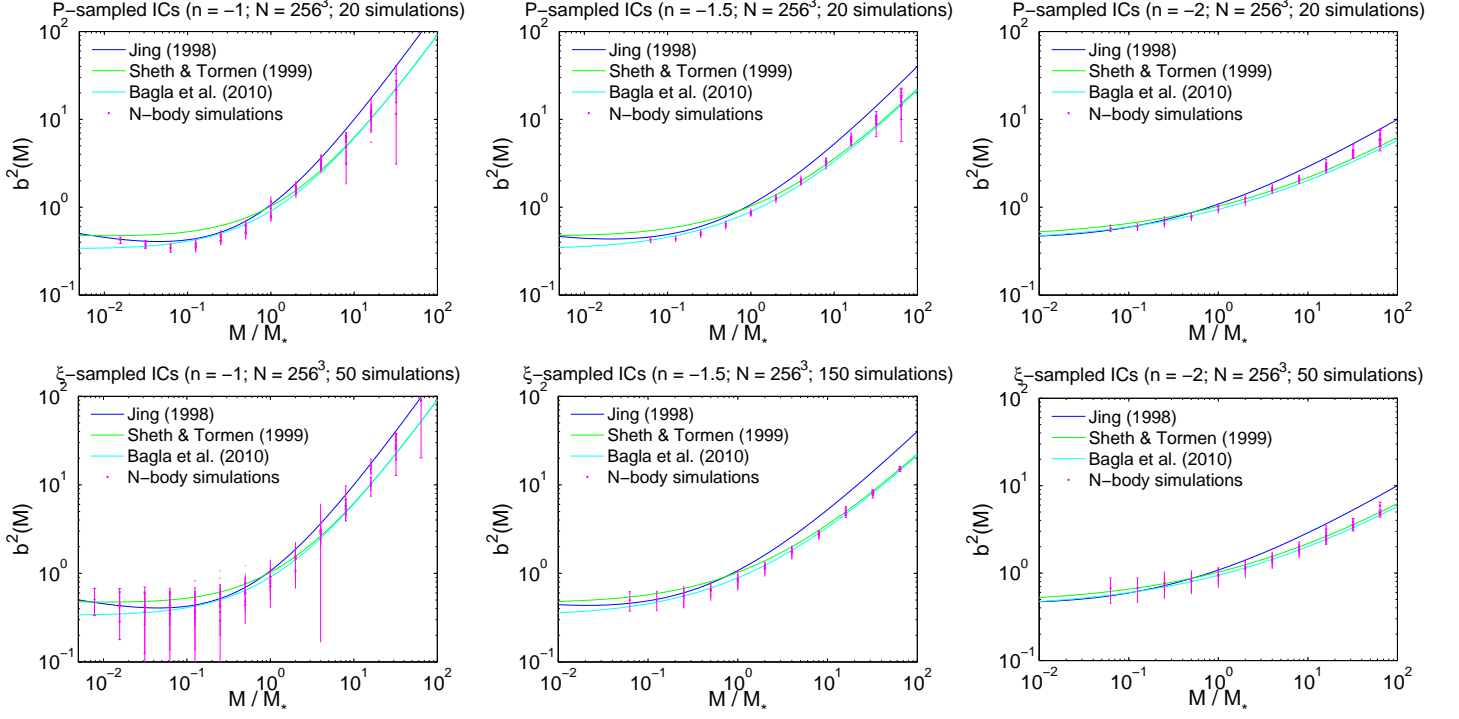 P−sampled ICs (n = −1; N = 256³; 20 simulations)
10²
10¹
10⁰
10⁻¹
b²(M)
Jing (1998)
Sheth & Tormen (1999)
Bagla et al. (2010)
N−body simulations
10⁻² 10⁻¹ 10⁰ 10¹ 10²
M / M*
P−sampled ICs (n = −1.5; N = 256³; 20 simulations)
10²
10¹
10⁰
10⁻¹
b²(M)
Jing (1998)
Sheth & Tormen (1999)
Bagla et al. (2010)
N−body simulations
10⁻² 10⁻¹ 10⁰ 10¹ 10²
M / M*
P−sampled ICs (n = −2; N = 256³; 20 simulations)
10²
10¹
10⁰
10⁻¹
b²(M)
Jing (1998)
Sheth & Tormen (1999)
Bagla et al. (2010)
N−body simulations
10⁻² 10⁻¹ 10⁰ 10¹ 10²
M / M*
ξ−sampled ICs (n = −1; N = 256³; 50 simulations)
10²
10¹
10⁰
10⁻¹
b²(M)
Jing (1998)
Sheth & Tormen (1999)
Bagla et al. (2010)
N−body simulations
10⁻² 10⁻¹ 10⁰ 10¹ 10²
M / M*
ξ−sampled ICs (n = −1.5; N = 256³; 150 simulations)
10²
10¹
10⁰
10⁻¹
b²(M)
Jing (1998)
Sheth & Tormen (1999)
Bagla et al. (2010)
N−body simulations
10⁻² 10⁻¹ 10⁰ 10¹ 10²
M / M*
ξ−sampled ICs (n = −2; N = 256³; 50 simulations)
10²
10¹
10⁰
10⁻¹
b²(M)
Jing (1998)
Sheth & Tormen (1999)
Bagla et al. (2010)
N−body simulations
10⁻² 10⁻¹ 10⁰ 10¹ 10²
M / M*